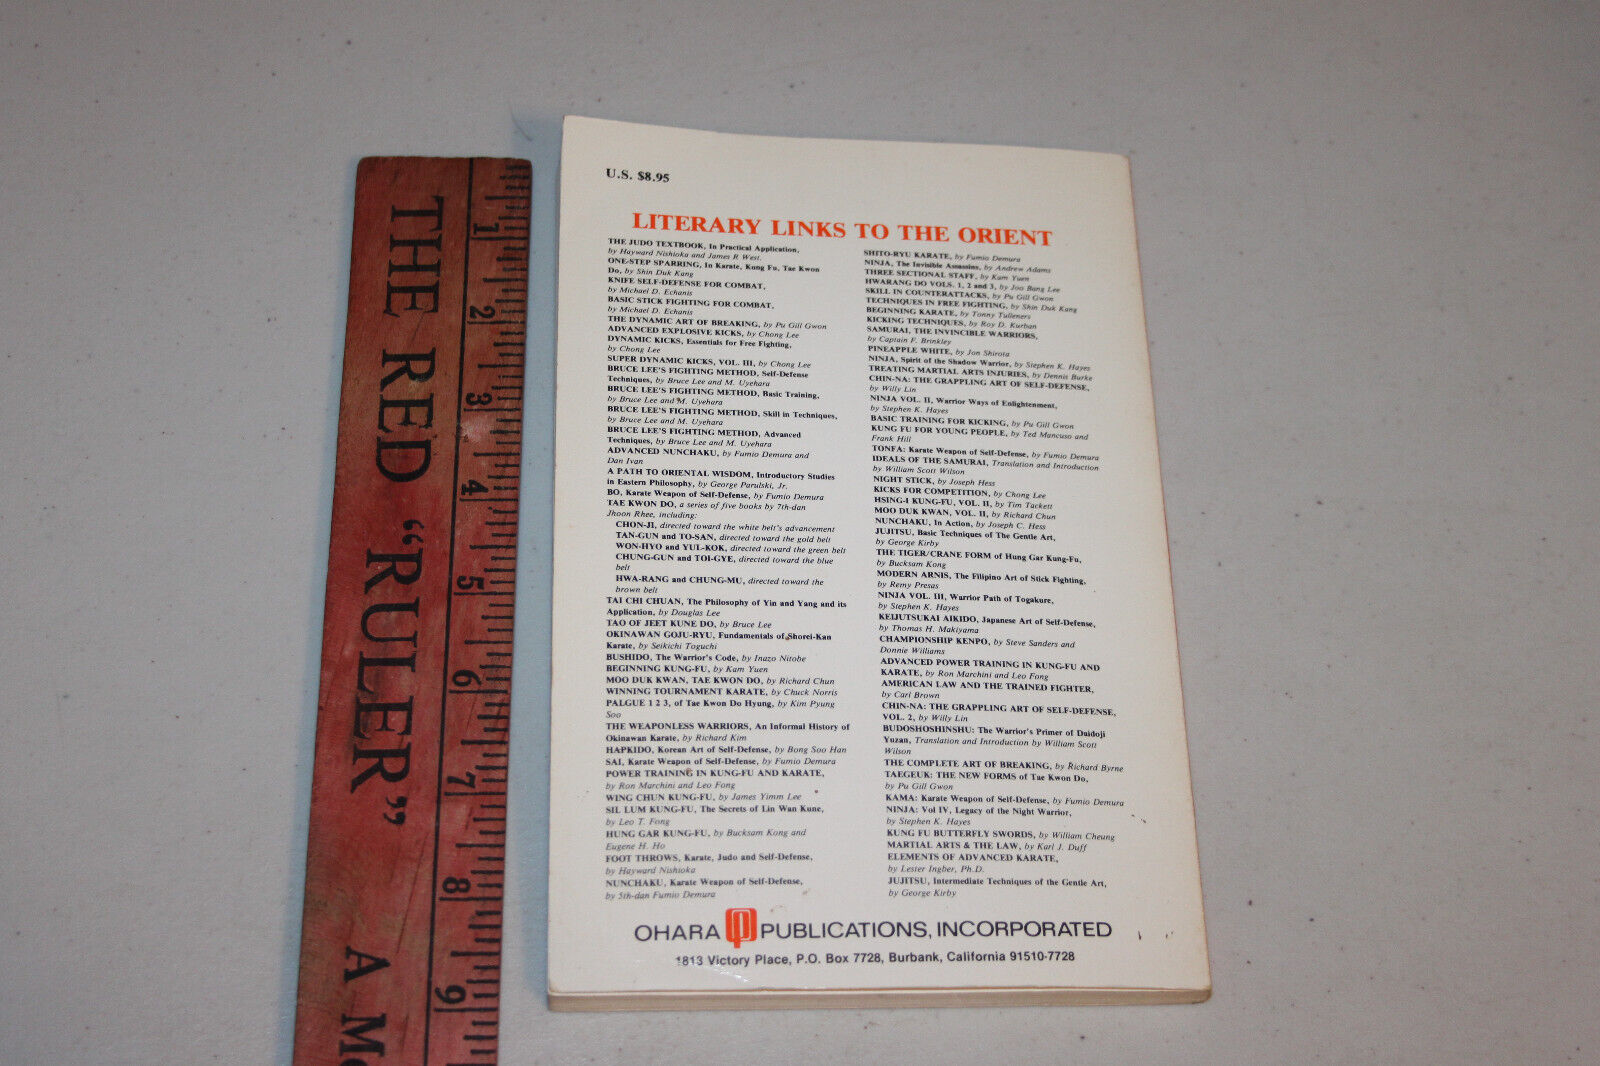 THE RED "RULER"
A
1
2
3
4
5
6
7
8
9
U.S. $8.95
LITERARY LINKS TO THE ORIENT
THE JUDO TEXTBOOK, In Practical Application,
by Hayward Nishioka and James R West.
ONE-STEP SPARRING, In Karate, Kung Fu, Tae Kwon
Do, by Shin Duk Kang
KNIFE SELF-DEFENSE FOR COMBAT,
by Michael D. Echanis
BASIC STICK FIGHTING FOR COMBAT,
by Michael D. Echanis
THE DYNAMIC ART OF BREAKING, by Pu Gill Gwon
ADVANCED EXPLOSIVE KICKS, by Chong Lee
DYNAMIC KICKS, Essentials for Free Fighting,
by Chong Lee
SUPER DYNAMIC KICKS, VOL. III, by Chong Lee
BRUCE LEE'S FIGHTING METHOD, Self-Defense
Techniques, by Bruce Lee and M. Uyehara
BRUCE LEE'S FIGHTING METHOD, Basic Training,
by Bruce Lee and M. Uyehara
BRUCE LEE'S FIGHTING METHOD, Skill in Techniques,
by Bruce Lee and M. Uyehara
BRUCE LEE'S FIGHTING METHOD, Advanced
Techniques, by Bruce Lee and M. Uyehara
ADVANCED NUNCHAKU, by Fumio Demura and
Dan Ivan
A PATH TO ORIENTAL WISDOM, Introductory Studies
in Eastern Philosophy, by George Parulski, Jr.
BO, Karate Weapon of Self-Defense, by Fumio Demura
TAE KWON DO, a series of five books by 7th-dan
Jhoon Rhee, including:
CHON-JI, directed toward the white belt's advancement
TAN-GUN and TO-SAN, directed toward the gold belt
WON-HYO and YUL-KOK, directed toward the green belt
CHUNG-GUN and TOI-GYE, directed toward the blue
belt
HWA-RANG and CHUNG-MU, directed toward the
brown belt
TAI CHI CHUAN, The Philosophy of Yin and Yang and its
Application, by Douglas Lee
TAO OF JEET KUNE DO, by Bruce Lee
OKINAWAN GOJU-RYU, Fundamentals of Shorei-Kan
Karate, by Seikichi Toguchi
BUSHIDO, The Warrior's Code, by Inazo Nitobe
BEGINNING KUNG-FU, by Kam Yuen
MOO DUK KWAN, TAE KWON DO, by Richard Chun
WINNING TOURNAMENT KARATE, by Chuck Norris
PALGUE 1 2 3, of Tae Kwon Do Hyung, by Kim Pyung
Soo
THE WEAPONLESS WARRIORS, An Informal History of
Okinawan Karate, by Richard Kim
HAPKIDO, Korean Art of Self-Defense, by Bong Soo Han
SAI, Karate Weapon of Self-Defense, by Fumio Demura
POWER TRAINING IN KUNG-FU AND KARATE,
by Ron Marchini and Leo Fong
WING CHUN KUNG-FU, by James Yimm Lee
SIL LUM KUNG-FU, The Secrets of Lin Wan Kune,
by Leo T. Fong
HUNG GAR KUNG-FU, by Bucksam Kong and
Eugene H. Ho
FOOT THROWS, Karate, Judo and Self-Defense,
by Hayward Nishioka
NUNCHAKU, Karate Weapon of Self-Defense,
by 5th-dan Fumio Demura
SHITO-RYU KARATE, by Fumio Demura
NINJA, The Invisible Assassins, by Andrew Adams
THREE SECTIONAL STAFF, by Kam Yuen
HWARANG DO VOLS. 1, 2 and 3, by Joo Bang Lee
SKILL IN COUNTERATTACKS, by Pu Gill Gwon
TECHNIQUES IN FREE FIGHTING, by Shin Duk Kang
BEGINNING KARATE, by Tonny Tulleners
KICKING TECHNIQUES, by Roy D. Kurban
SAMURAI, THE INVINCIBLE WARRIORS,
by Captain F. Brinkley
PINEAPPLE WHITE, by Jon Shirota
NINJA, Spirit of the Shadow Warrior, by Stephen K. Hayes
TREATING MARTIAL ARTS INJURIES, by Dennis Burke
CHIN-NA: THE GRAPPLING ART OF SELF-DEFENSE,
by Willy Lin
NINJA VOL. II, Warrior Ways of Enlightenment,
by Stephen K. Hayes
BASIC TRAINING FOR KICKING, by Pu Gill Gwon
KUNG FU FOR YOUNG PEOPLE, by Ted Mancuso and
Frank Hill
TONFA: Karate Weapon of Self-Defense, by Fumio Demura
IDEALS OF THE SAMURAI, Translation and Introduction
by William Scott Wilson
NIGHT STICK, by Joseph Hess
KICKS FOR COMPETITION, by Chong Lee
HSING-I KUNG-FU, VOL. II, by Tim Tackett
MOO DUK KWAN, VOL. II, by Richard Chun
NUNCHAKU, In Action, by Joseph C. Hess
JUJITSU, Basic Techniques of The Gentle Art,
by George Kirby
THE TIGER/CRANE FORM of Hung Gar Kung-Fu,
by Bucksam Kong
MODERN ARNIS, The Filipino Art of Stick Fighting,
by Remy Presas
NINJA VOL. III, Warrior Path of Togakure,
by Stephen K. Hayes
KEIJUTSUKAI AIKIDO, Japanese Art of Self-Defense,
by Thomas H. Makiyama
CHAMPIONSHIP KENPO, by Steve Sanders and
Donnie Williams
ADVANCED POWER TRAINING IN KUNG-FU AND
KARATE, by Ron Marchini and Leo Fong
AMERICAN LAW AND THE TRAINED FIGHTER,
by Carl Brown
CHIN-NA: THE GRAPPLING ART OF SELF-DEFENSE,
VOL. 2, by Willy Lin
BUDOSHOSHINSHU: The Warrior's Primer of Daidoji
Yuzan, Translation and Introduction by William Scott
Wilson
THE COMPLETE ART OF BREAKING, by Richard Byrne
TAEGEUK: THE NEW FORMS of Tae Kwon Do,
by Pu Gill Gwon
KAMA: Karate Weapon of Self-Defense, by Fumio Demura
NINJA: Vol IV, Legacy of the Night Warrior,
by Stephen K. Hayes
KUNG FU BUTTERFLY SWORDS, by William Cheung
MARTIAL ARTS & THE LAW, by Karl J. Duff
ELEMENTS OF ADVANCED KARATE,
by Lester Ingber, Ph.D.
JUJITSU, Intermediate Techniques of the Gentle Art,
by George Kirby
OHARA PUBLICATIONS, INCORPORATED
1813 Victory Place, P.O. Box 7728, Burbank, California 91510-7728